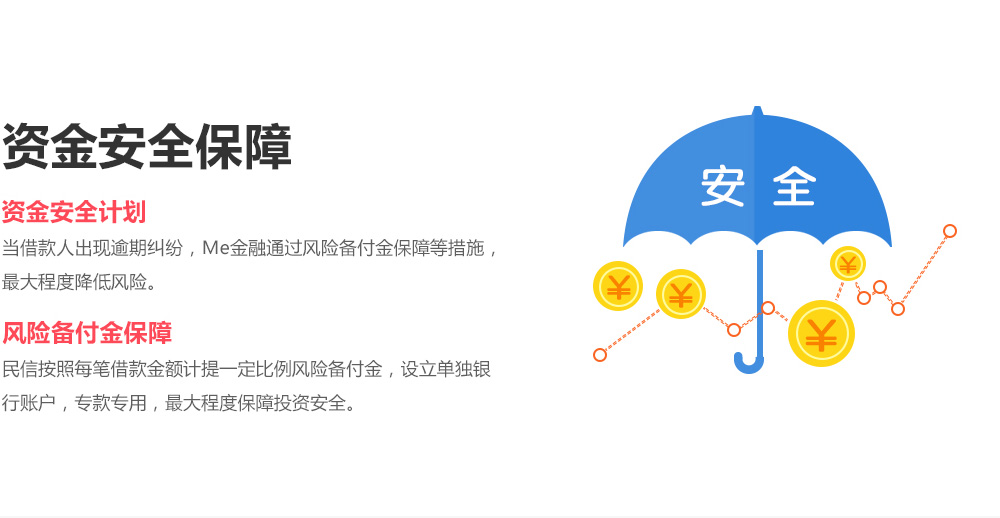 资金安全保障
资金安全计划
当借款人出现逾期纠纷，Me金融通过风险备付金保障等措施，
最大程度降低风险。
风险备付金保障
民信按照每笔借款金额计提一定比例风险备付金，设立单独银
行账户，专款专用，最大程度保障投资安全。
安 全
¥
¥
¥
¥